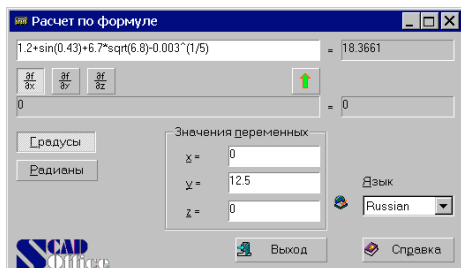 Расчет по формуле
1.2+sin(0.43)+6.7*sqrt(6.8)-0.003^(1/5) = 18.3661
∂f/∂x ∂f/∂y ∂f/∂z
0 = 0
Градусы
Радианы
Значения переменных
x = 0
y = 12.5
z = 0
Язык
Russian
SCAD Office
Выход
Справка